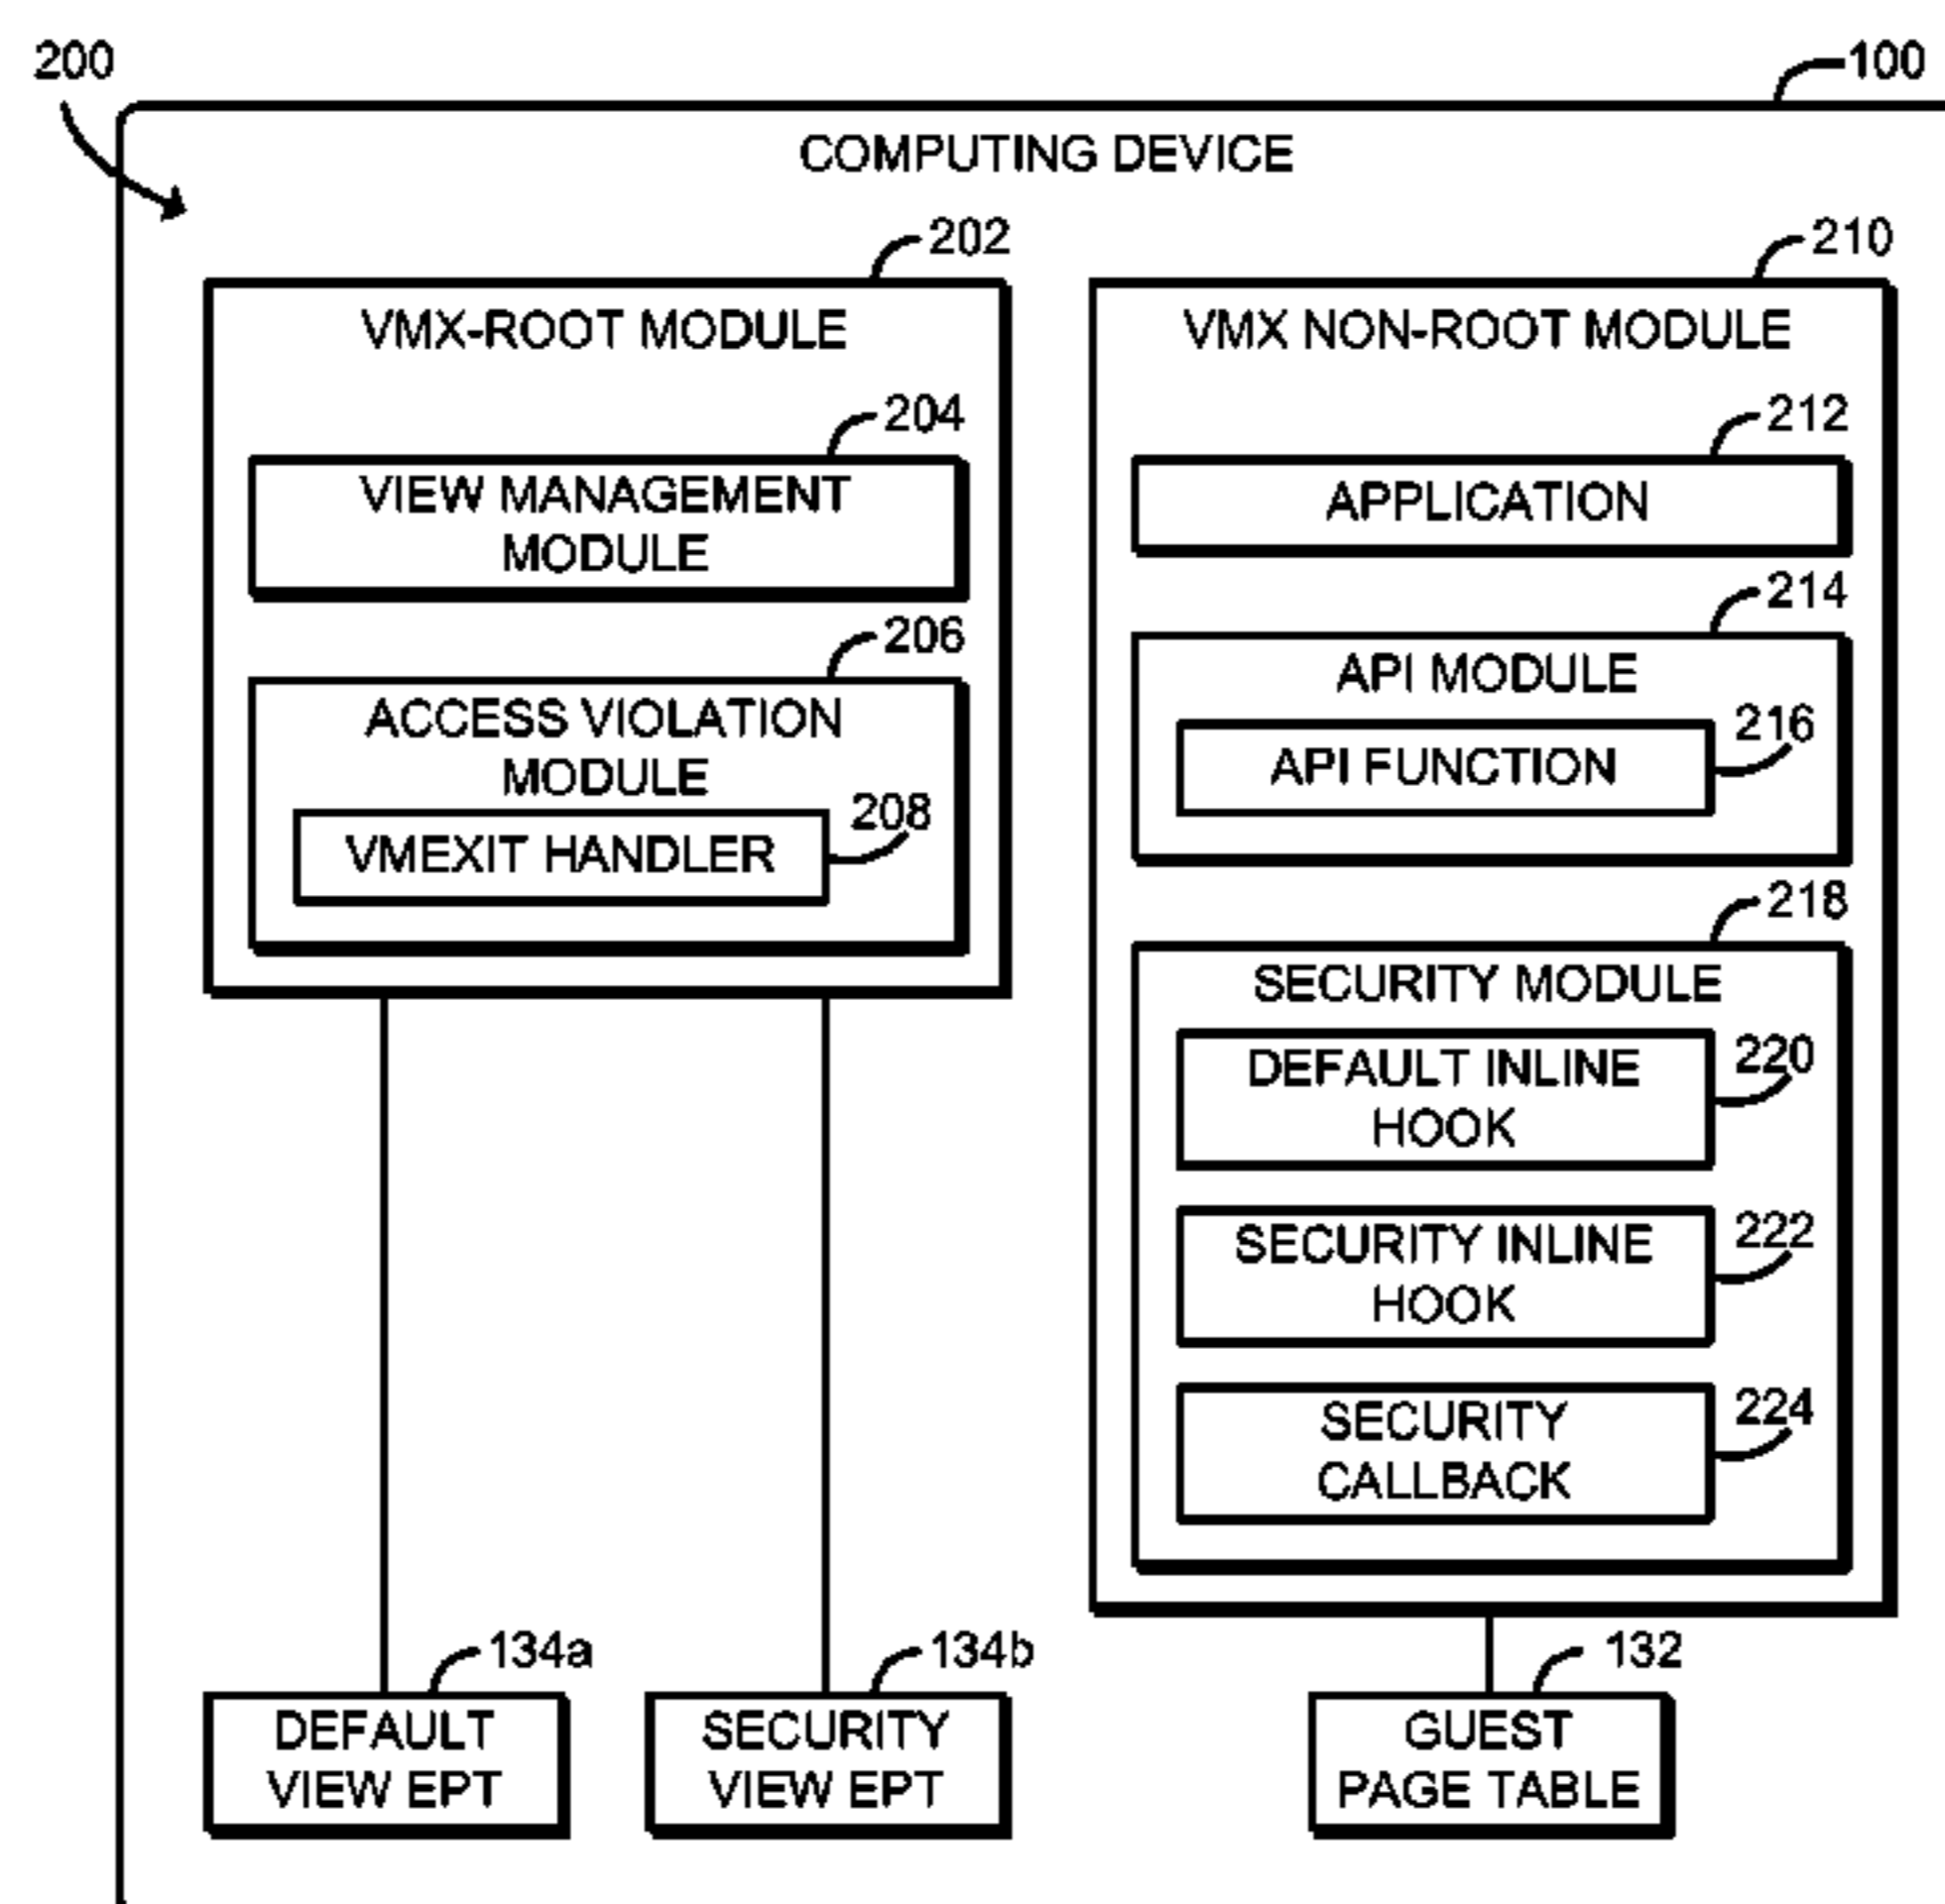 200
100
COMPUTING DEVICE
202
VMX-ROOT MODULE
204
VIEW MANAGEMENT
MODULE
206
ACCESS VIOLATION
MODULE
208
VMEXIT HANDLER
210
VMX NON-ROOT MODULE
212
APPLICATION
214
API MODULE
216
API FUNCTION
218
SECURITY MODULE
220
DEFAULT INLINE
HOOK
222
SECURITY INLINE
HOOK
224
SECURITY
CALLBACK
134a
DEFAULT
VIEW EPT
134b
SECURITY
VIEW EPT
132
GUEST
PAGE TABLE